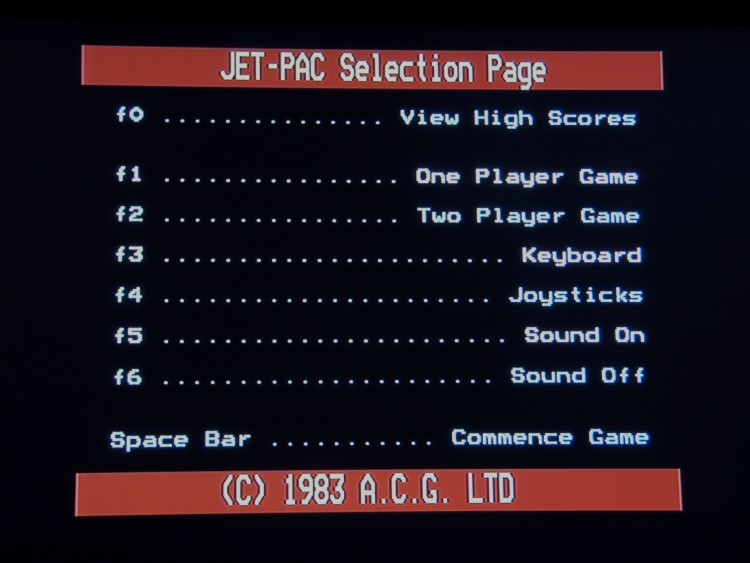 JET-PAC Selection Page
f0 ............... View High Scores
f1 ................ One Player Game
f2 ................ Two Player Game
f3 ....................... Keyboard
f4 ...................... Joysticks
f5 ....................... Sound On
f6 ...................... Sound Off
Space Bar ........... Commence Game
(C) 1983 A.C.G. LTD